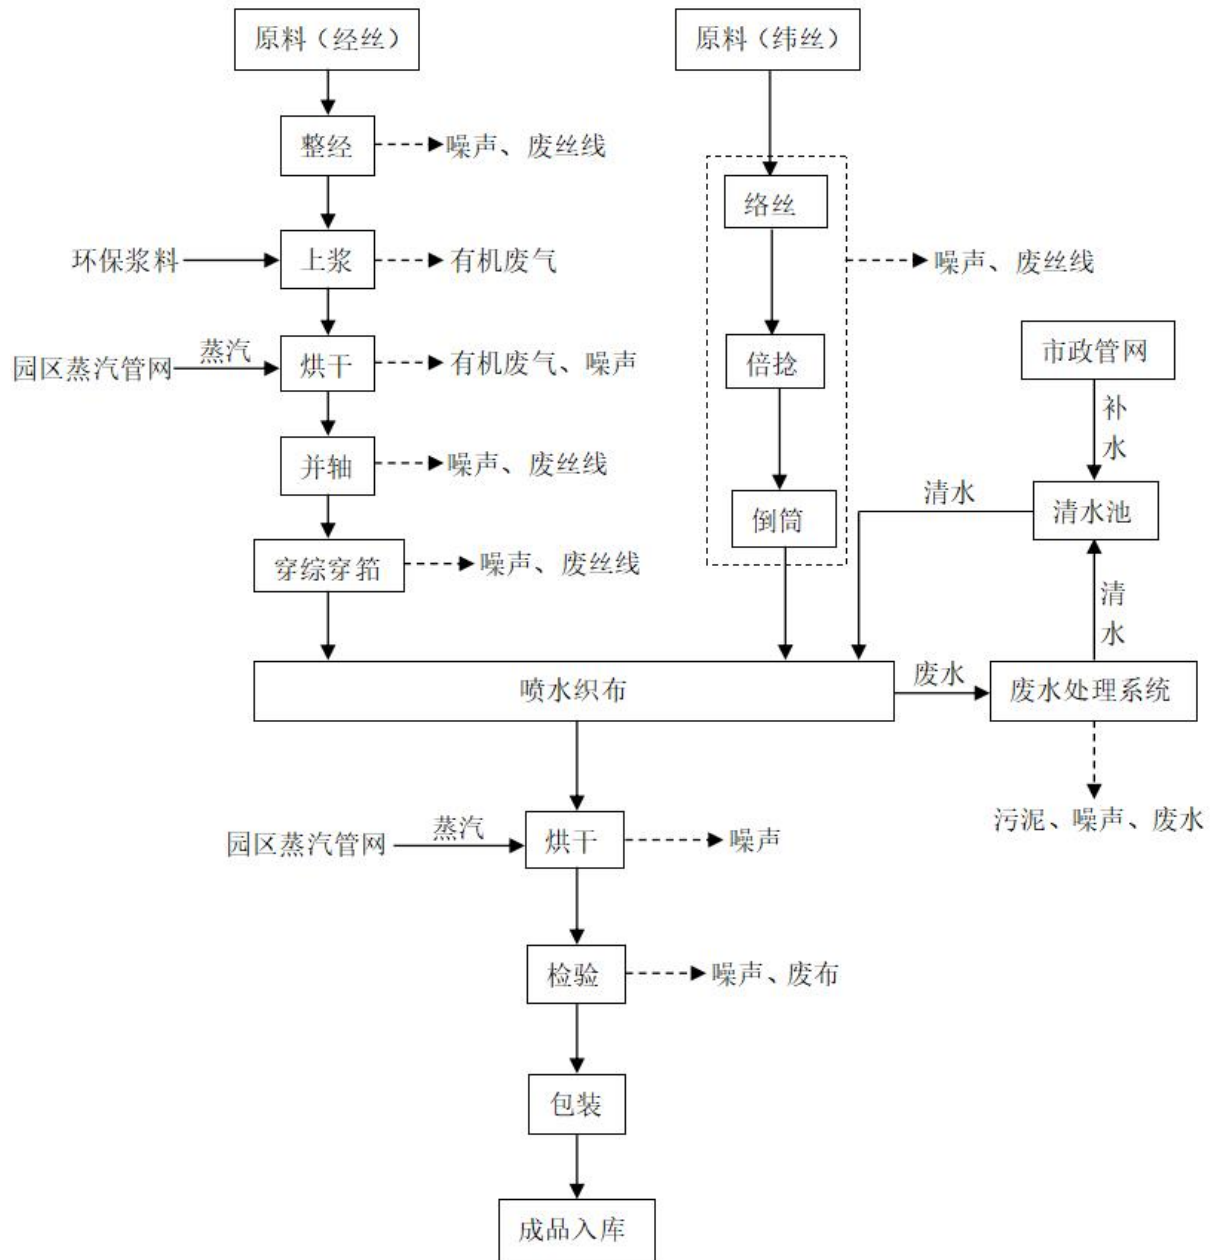 原料（经丝）
原料（纬丝）
整经
噪声、废丝线
络丝
环保浆料
上浆
有机废气
噪声、废丝线
园区蒸汽管网
蒸汽
烘干
有机废气、噪声
倍捻
市政管网
补水
并轴
噪声、废丝线
倒筒
清水
清水池
穿综穿筘
噪声、废丝线
清水
喷水织布
废水
废水处理系统
污泥、噪声、废水
园区蒸汽管网
蒸汽
烘干
噪声
检验
噪声、废布
包装
成品入库